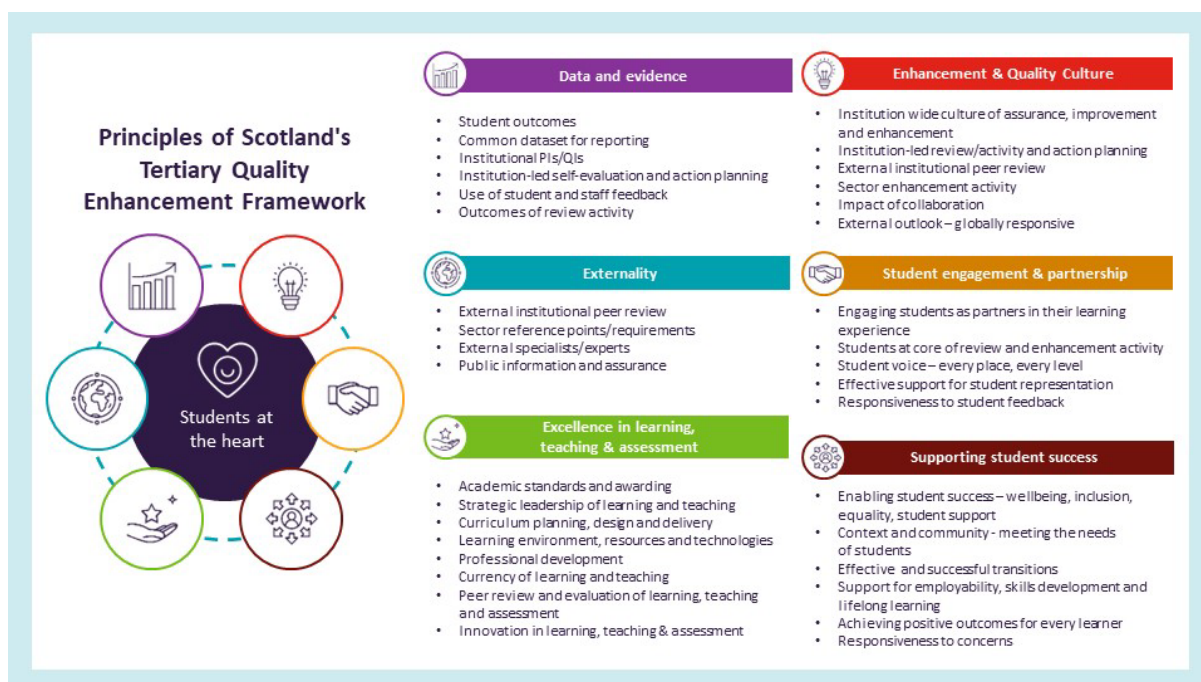 Principles of Scotland's
Tertiary Quality
Enhancement Framework
Students at
the heart
Data and evidence
• Student outcomes
• Common dataset for reporting
• Institutional PIs/QIs
• Institution-led self-evaluation and action planning
• Use of student and staff feedback
• Outcomes of review activity
Externality
• External institutional peer review
• Sector reference points/requirements
• External specialists/experts
• Public information and assurance
Excellence in learning,
teaching & assessment
• Academic standards and awarding
• Strategic leadership of learning and teaching
• Curriculum planning, design and delivery
• Learning environment, resources and technologies
• Professional development
• Currency of learning and teaching
• Peer review and evaluation of learning, teaching
and assessment
• Innovation in learning, teaching & assessment
Enhancement & Quality Culture
• Institution wide culture of assurance, improvement
and enhancement
• Institution-led review/activity and action planning
• External institutional peer review
• Sector enhancement activity
• Impact of collaboration
• External outlook – globally responsive
Student engagement & partnership
• Engaging students as partners in their learning
experience
• Students at core of review and enhancement activity
• Student voice – every place, every level
• Effective support for student representation
• Responsiveness to student feedback
Supporting student success
• Enabling student success – wellbeing, inclusion,
equality, student support
• Context and community - meeting the needs
of students
• Effective and successful transitions
• Support for employability, skills development and
lifelong learning
• Achieving positive outcomes for every learner
• Responsiveness to concerns